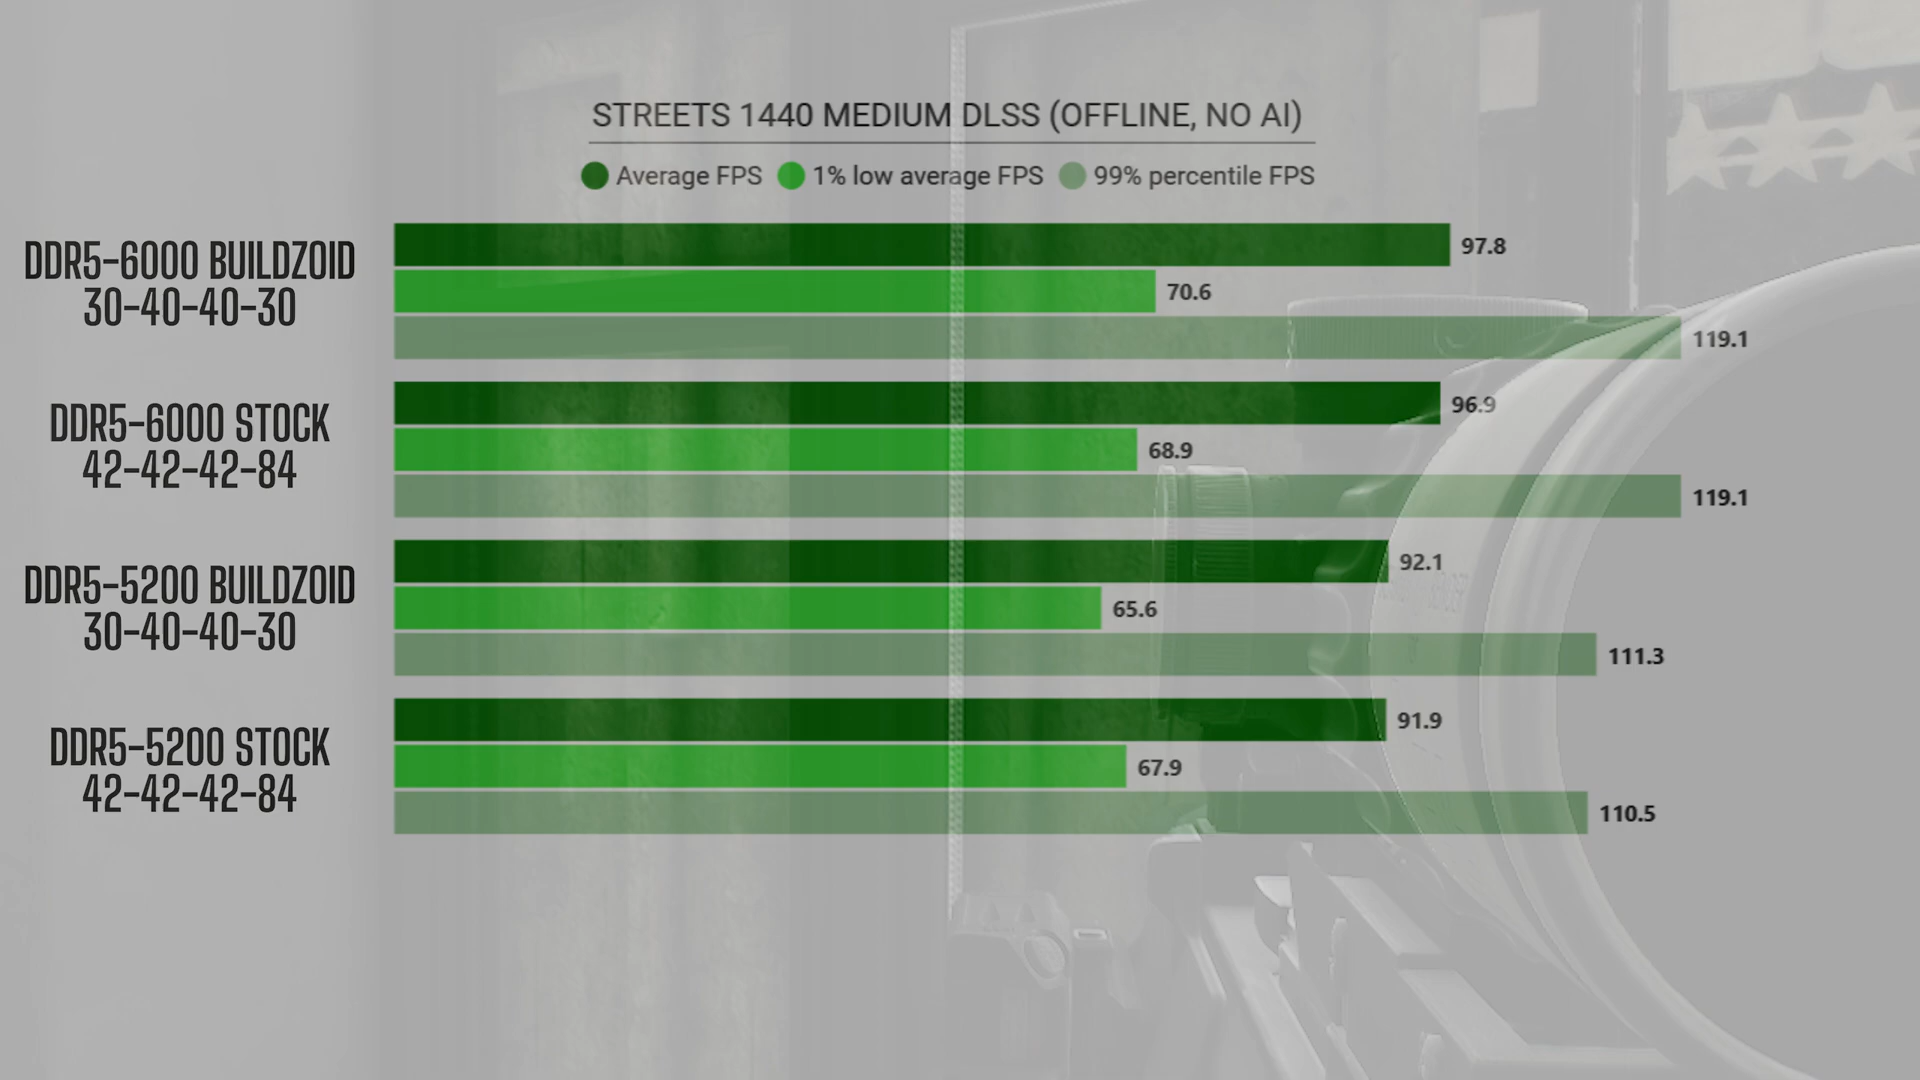 STREETS 1440 MEDIUM DLSS (OFFLINE, NO AI)
Average FPS 1% low average FPS 99% percentile FPS
DDR5-6000 BUILDZOID
30-40-40-30
97.8
70.6
119.1
DDR5-6000 STOCK
42-42-42-84
96.9
68.9
119.1
DDR5-5200 BUILDZOID
30-40-40-30
92.1
65.6
111.3
DDR5-5200 STOCK
42-42-42-84
91.9
67.9
110.5